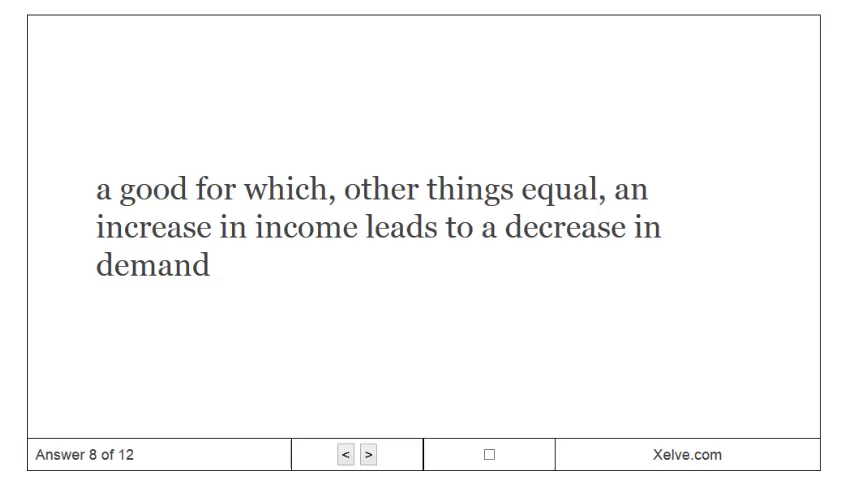 a good for which, other things equal, an
increase in income leads to a decrease in
demand
Answer 8 of 12
< >
Xelve.com